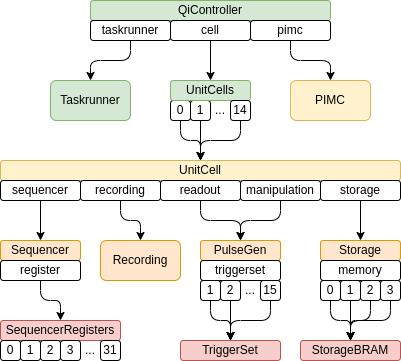 QiController
taskrunner cell pimc
Taskrunner
UnitCells
0 1 ... 14
PIMC
UnitCell
sequencer recording readout manipulation storage
Sequencer
register
Recording
PulseGen
triggerset
1 2 ... 15
Storage
memory
0 1 2 3
SequencerRegisters
0 1 2 3 ... 31
TriggerSet
StorageBRAM